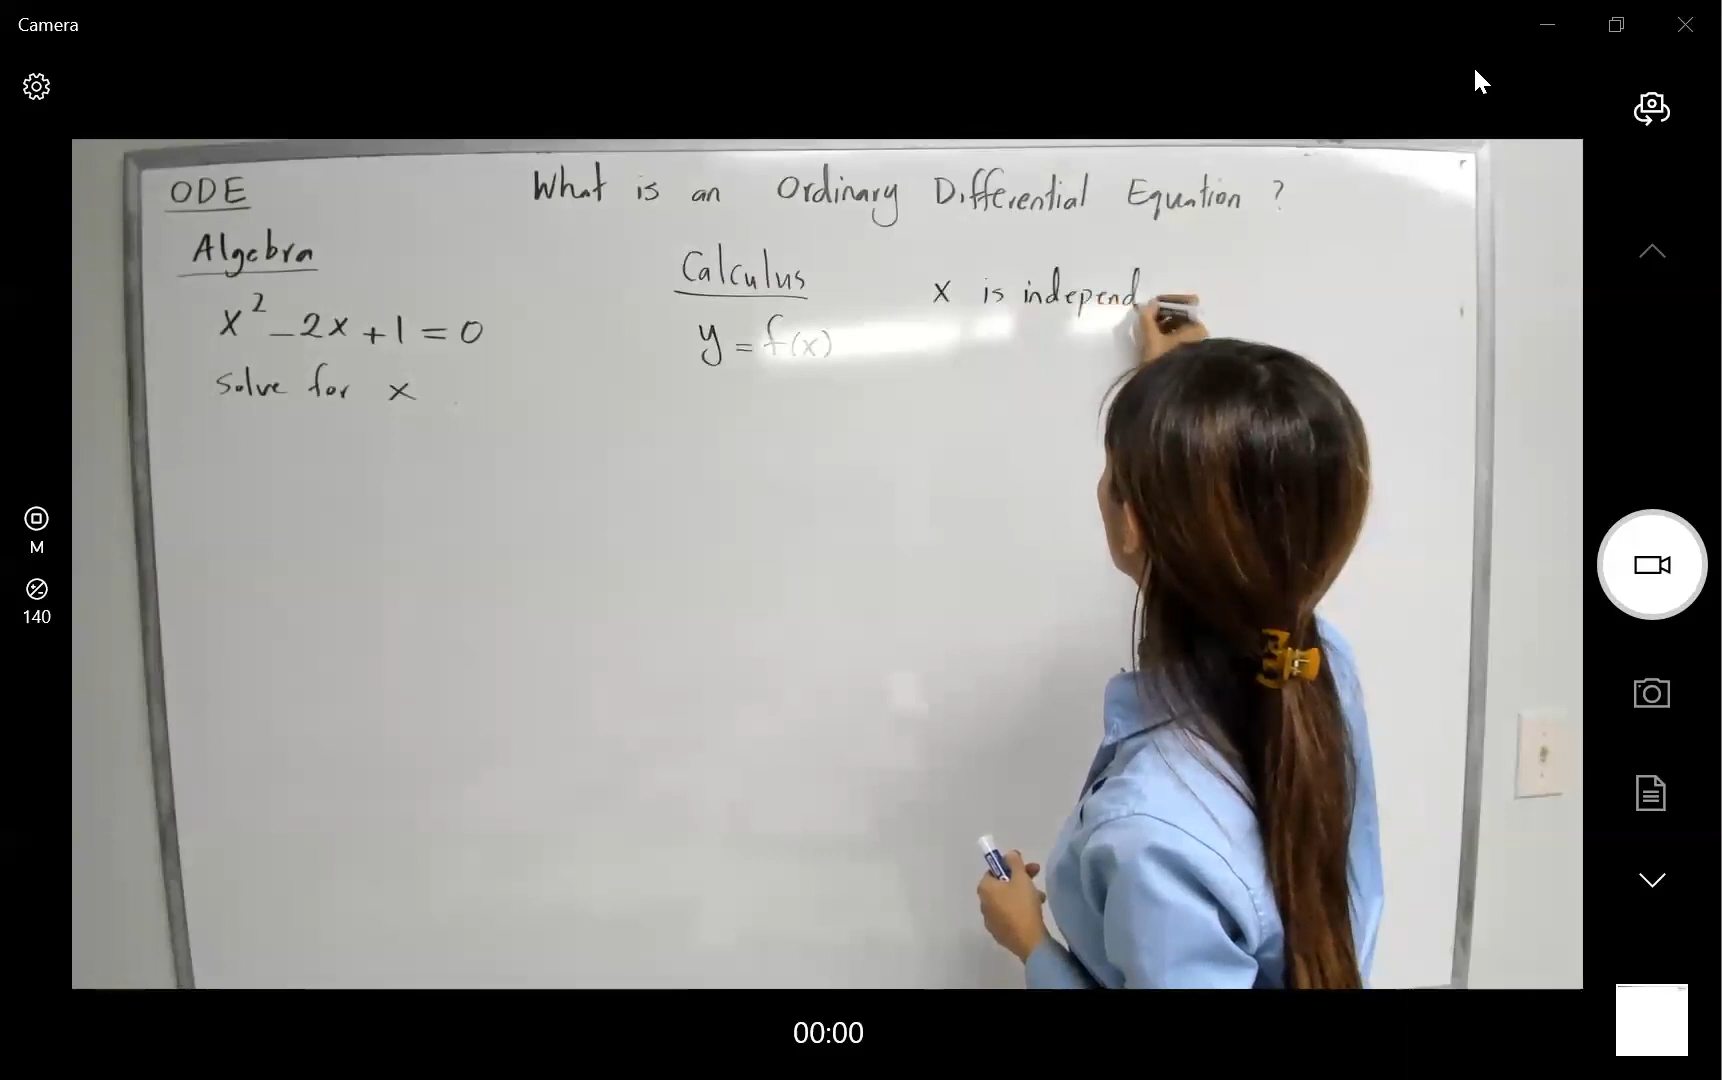 Camera
ODE
What is an Ordinary Differential Equation ?
Algebra
x² - 2x + 1 = 0
Solve for x
Calculus
y = f(x)
x is independ
M
140
00:00